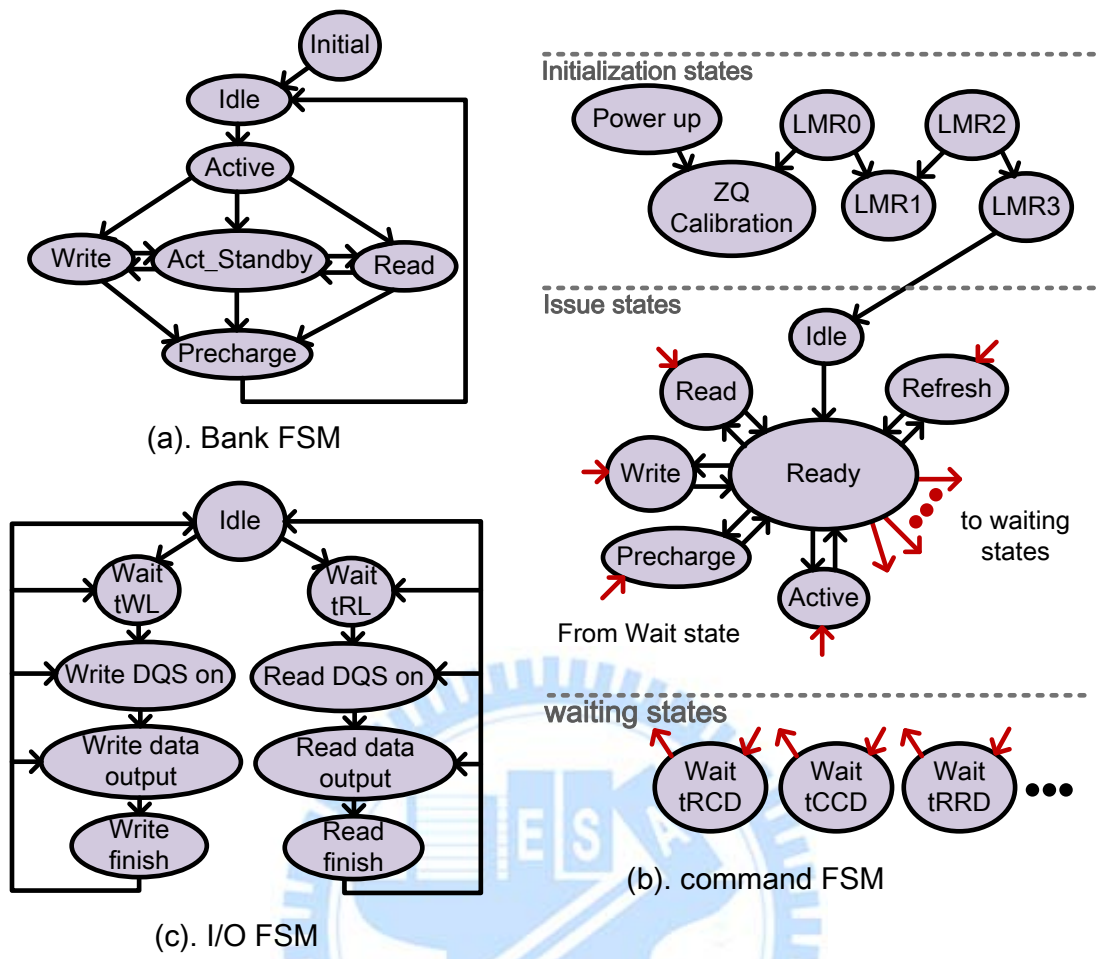 Initial
Idle
Active
Write
Act_Standby
Read
Precharge
(a). Bank FSM
Initialization states
Power up
LMR0
LMR2
ZQ
Calibration
LMR1
LMR3
Issue states
Idle
Read
Refresh
Write
Ready
Precharge
to waiting
states
Active
From Wait state
waiting states
Wait
tRCD
Wait
tCCD
Wait
tRRD
(b). command FSM
Idle
Wait
tWL
Wait
tRL
Write DQS on
Read DQS on
Write data
output
Read data
output
Write
finish
Read
finish
(c). I/O FSM
ESA